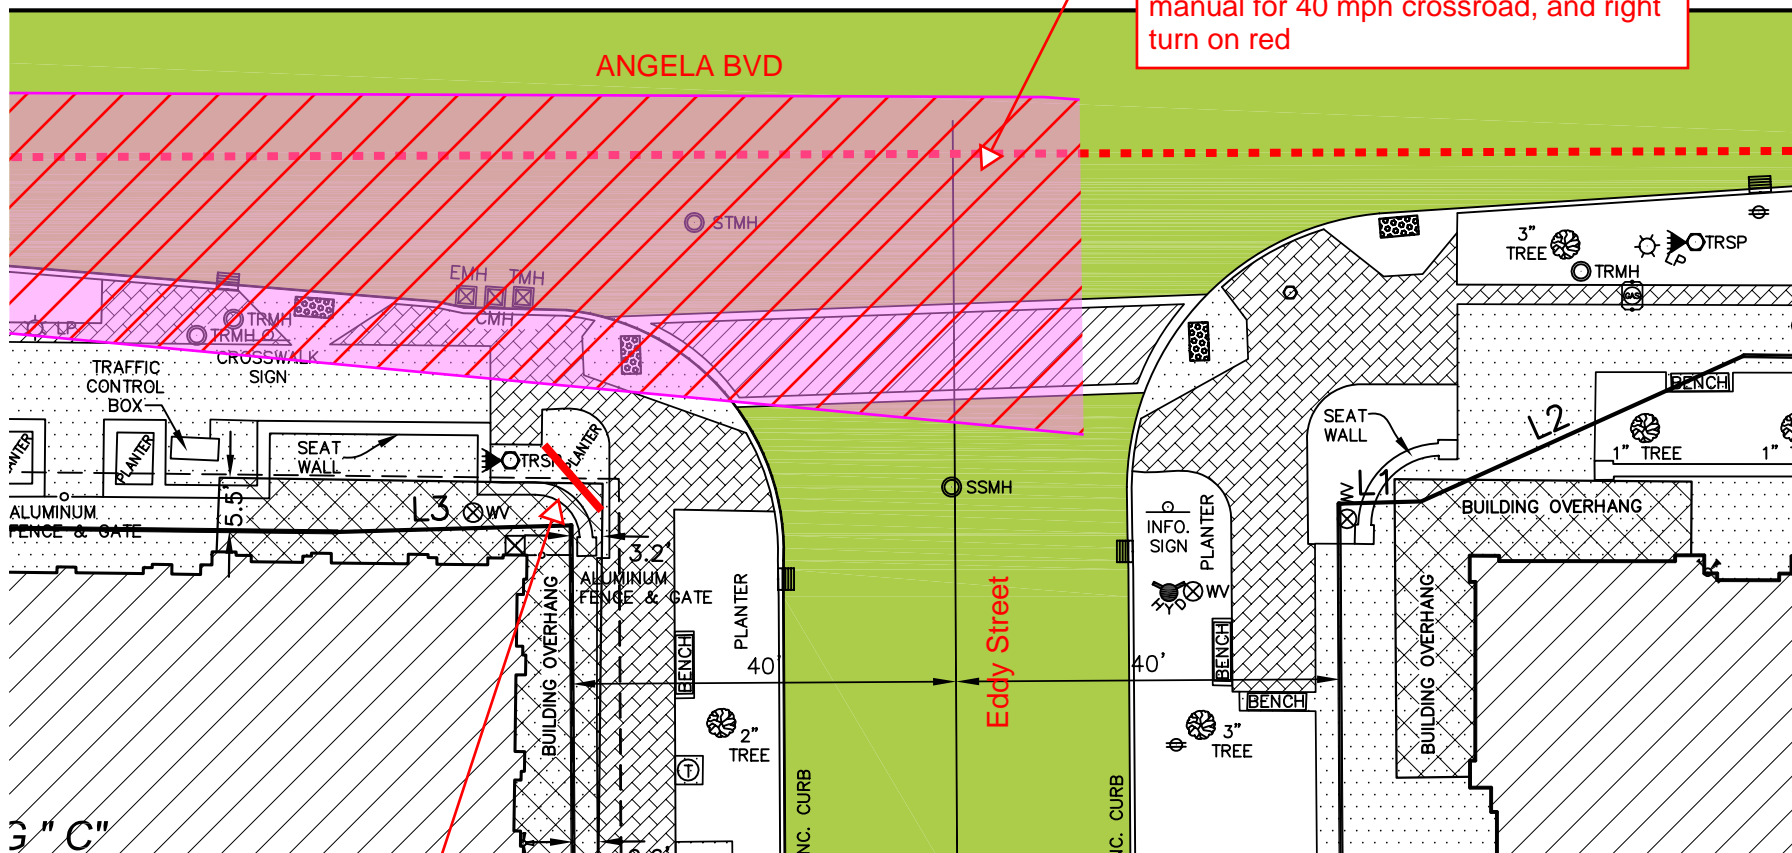 manual for 40 mph crossroad, and right
turn on red
ANGELA BVD
STMH
EMH
TMH
CMH
TRMH
TRMH
LP
CROSSWALK
SIGN
TRAFFIC
CONTROL
BOX
PLANTER
SEAT
WALL
TRSP
PLANTER
5.5'
ALUMINUM
FENCE & GATE
L3
WV
3.2'
ALUMINUM
FENCE & GATE
BUILDING OVERHANG
PLANTER
BENCH
40'
2"
TREE
T
G " C"
SSMH
Eddy Street
40'
NC. CURB
NC. CURB
3"
TREE
TRSP
LP
TRMH
GAS
BENCH
L2
SEAT
WALL
1" TREE
1"
L1
WV
BUILDING OVERHANG
INFO.
SIGN
PLANTER
HYD
WV
BENCH
BENCH
3"
TREE
BUILDING OVERHANG